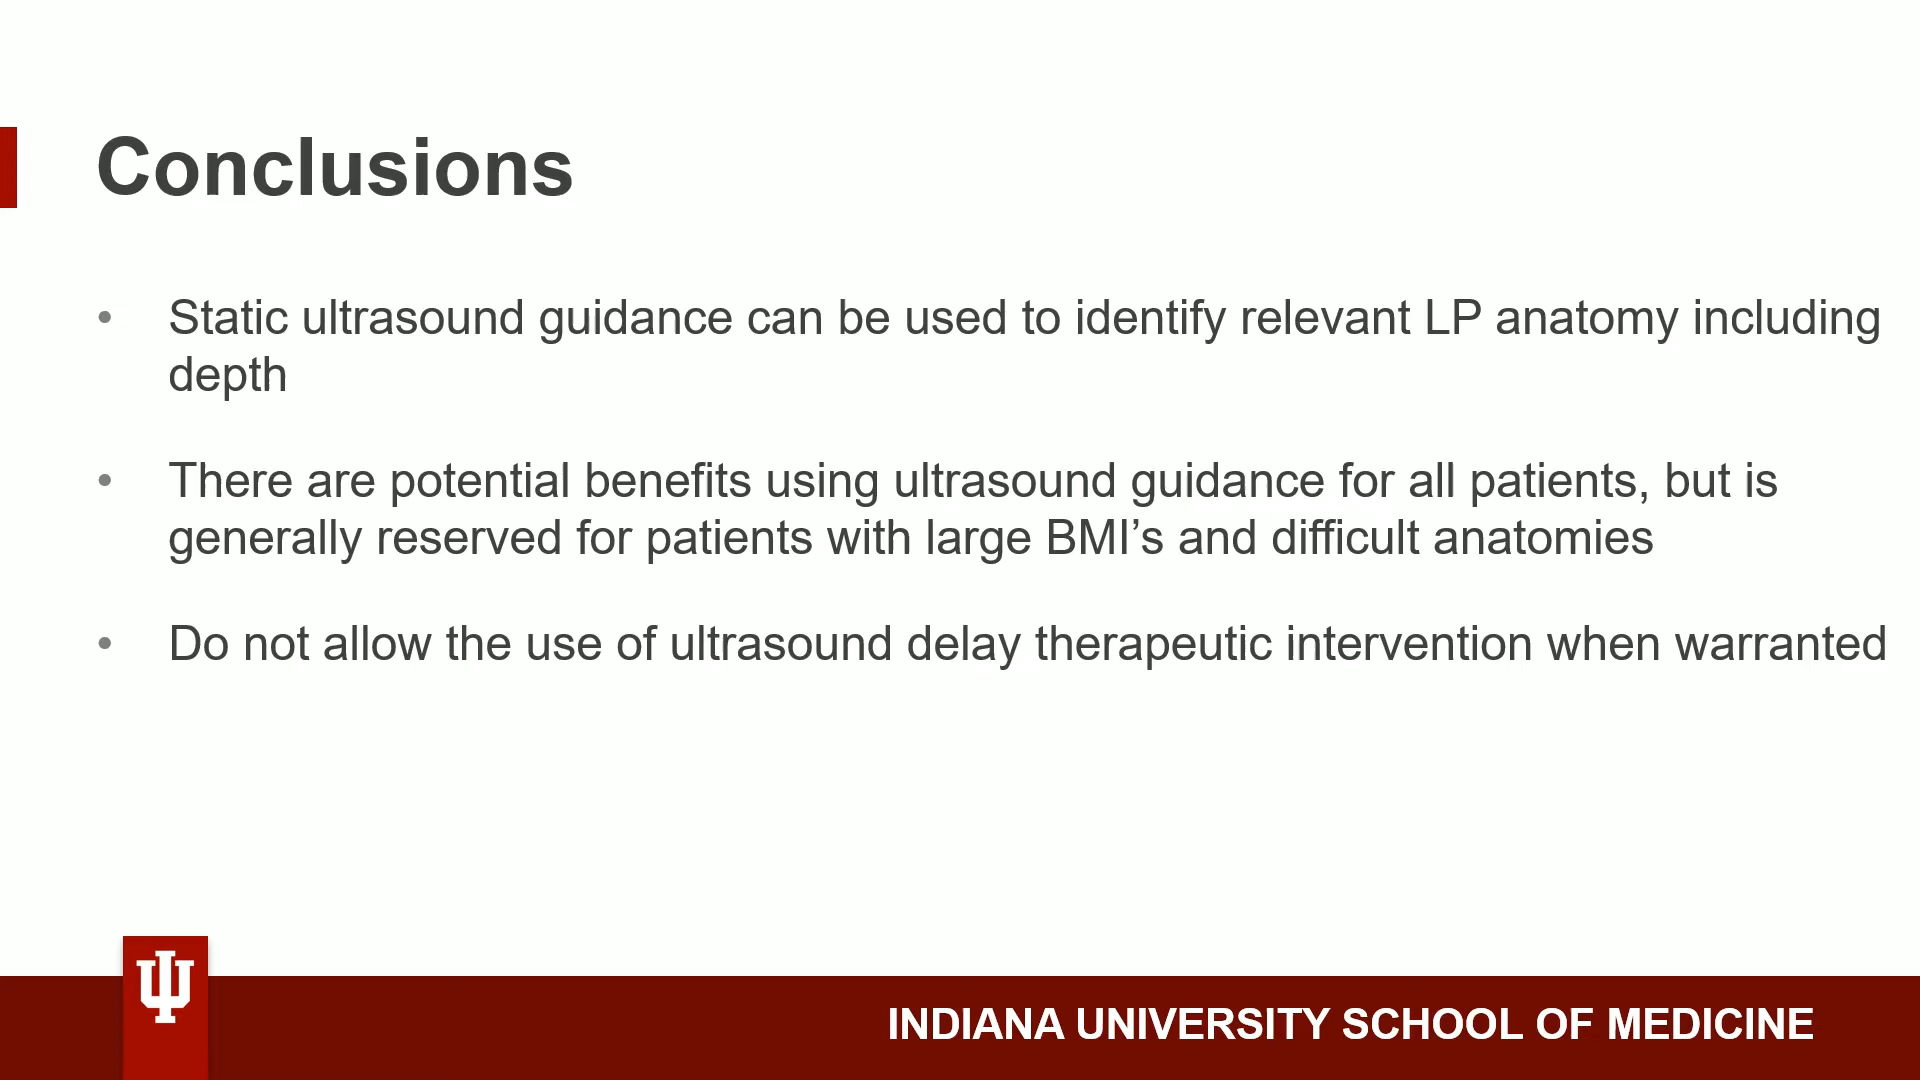 Conclusions
• Static ultrasound guidance can be used to identify relevant LP anatomy including
depth
• There are potential benefits using ultrasound guidance for all patients, but is
generally reserved for patients with large BMI’s and difficult anatomies
• Do not allow the use of ultrasound delay therapeutic intervention when warranted
INDIANA UNIVERSITY SCHOOL OF MEDICINE